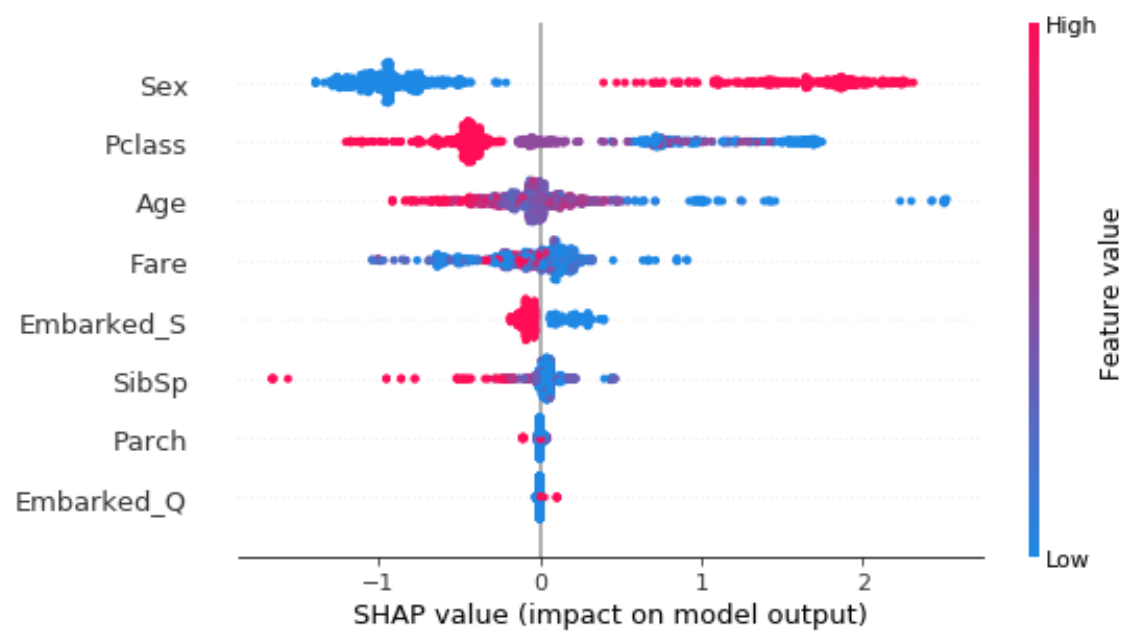 High
Sex
Pclass
Age
Fare
Embarked_S
SibSp
Parch
Embarked_Q
Feature value
Low
−1 0 1 2
SHAP value (impact on model output)